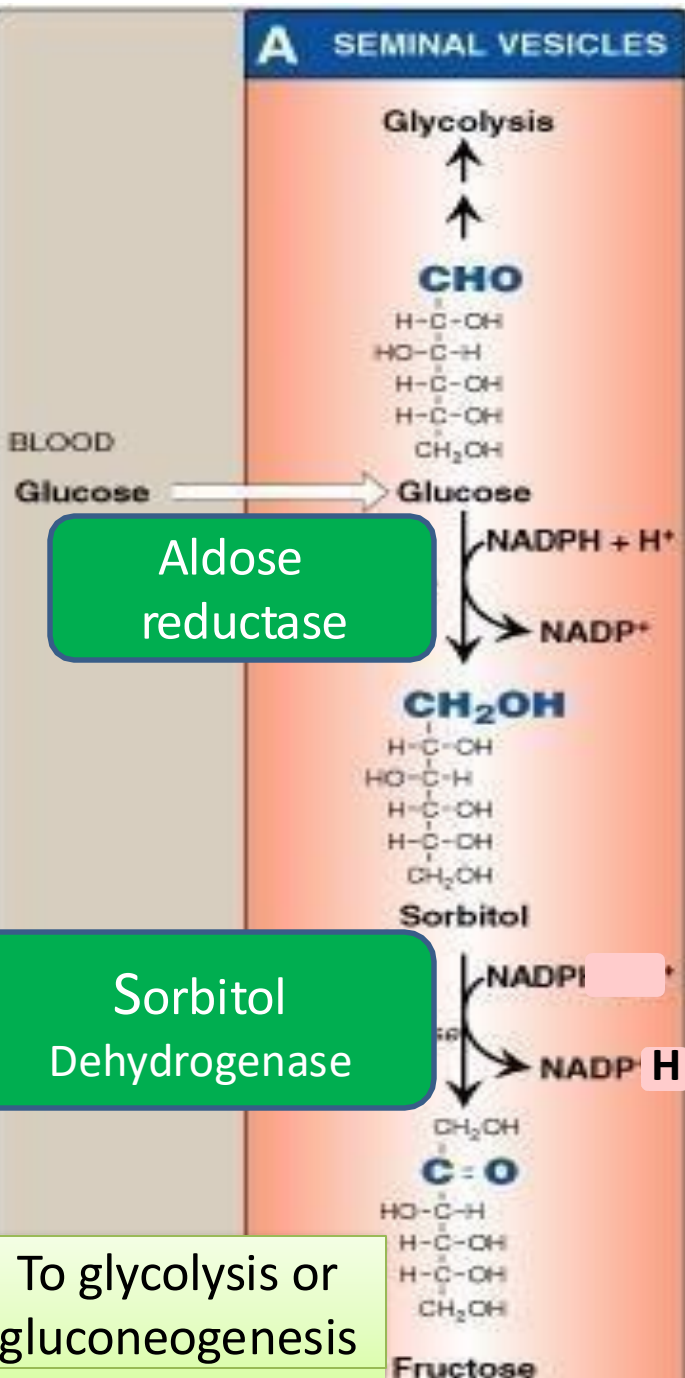 A SEMINAL VESICLES
Glycolysis
CHO
H-C-OH
HO-C-H
H-C-OH
H-C-OH
CH₂OH
BLOOD
Glucose
Glucose
Aldose
reductase
NADPH + H⁺
NADP⁺
CH₂OH
H-C-OH
HO-C-H
H-C-OH
H-C-OH
CH₂OH
Sorbitol
Sorbitol
Dehydrogenase
NADP
NADP H
CH₂OH
C=O
HO-C-H
H-C-OH
H-C-OH
CH₂OH
To glycolysis or
gluconeogenesis
Fructose